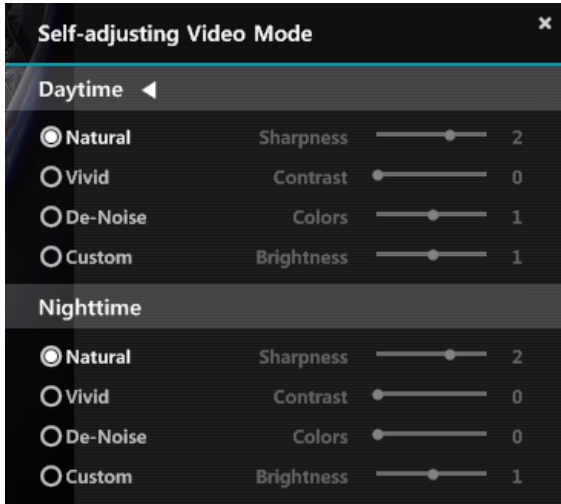 Self-adjusting Video Mode ×
Daytime ◀
Natural Sharpness 2
Vivid Contrast 0
De-Noise Colors 1
Custom Brightness 1
Nighttime
Natural Sharpness 2
Vivid Contrast 0
De-Noise Colors 0
Custom Brightness 1